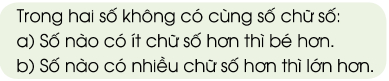 Trong hai số không có cùng số chữ số:
a) Số nào có ít chữ số hơn thì bé hơn.
b) Số nào có nhiều chữ số hơn thì lớn hơn.